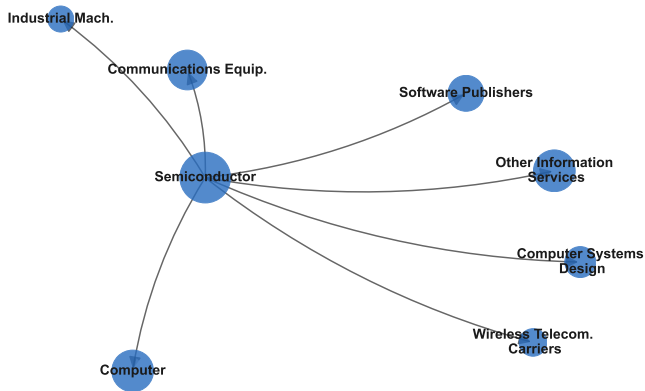 Industrial Mach.
Communications Equip.
Software Publishers
Other Information
Services
Semiconductor
Computer Systems
Design
Wireless Telecom.
Carriers
Computer